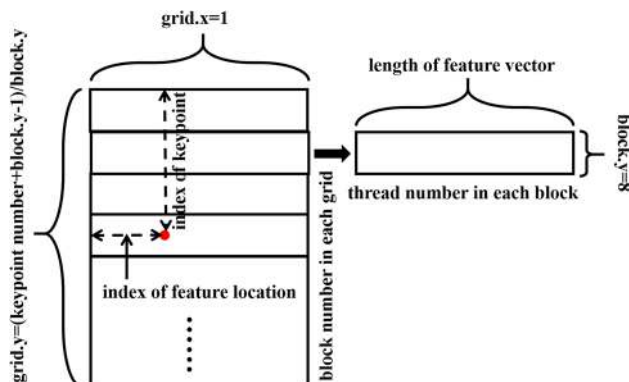 grid.x=1
grid.y=(keypoint number+block.y-1)/block.y
index of keypoint
index of feature location
block number in each grid
length of feature vector
block.y=8
thread number in each block